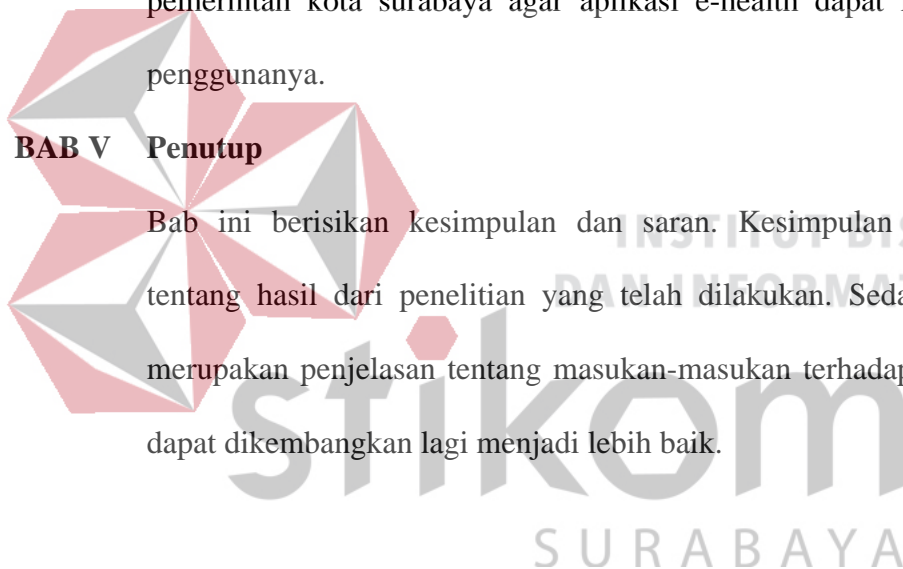 pemerintah kota surabaya agar aplikasi e-health dapat
penggunanya.
BAB V Penutup
Bab ini berisikan kesimpulan dan saran. Kesimpulan
tentang hasil dari penelitian yang telah dilakukan. Seda
merupakan penjelasan tentang masukan-masukan terhadap
dapat dikembangkan lagi menjadi lebih baik.
INSTITUT BIS
DAN INFORMAT
stikom
SURABAYA